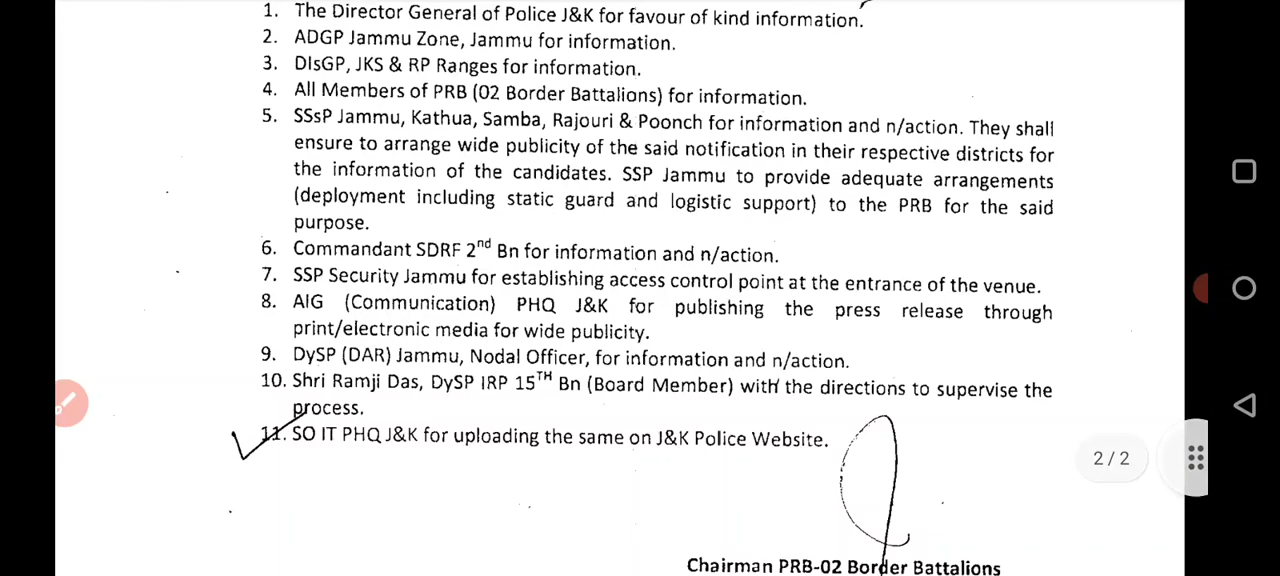 1. The Director General of Police J&K for favour of kind information.
2. ADGP Jammu Zone, Jammu for information.
3. DIsGP, JKS & RP Ranges for information.
4. All Members of PRB (02 Border Battalions) for information.
5. SSsP Jammu, Kathua, Samba, Rajouri & Poonch for information and n/action. They shall
ensure to arrange wide publicity of the said notification in their respective districts for
the information of the candidates. SSP Jammu to provide adequate arrangements
(deployment including static guard and logistic support) to the PRB for the said
purpose.
6. Commandant SDRF 2nd Bn for information and n/action.
7. SSP Security Jammu for establishing access control point at the entrance of the venue.
8. AIG (Communication) PHQ J&K for publishing the press release through
print/electronic media for wide publicity.
9. DySP (DAR) Jammu, Nodal Officer, for information and n/action.
10. Shri Ramji Das, DySP IRP 15TH Bn (Board Member) with the directions to supervise the
process.
11. SO IT PHQ J&K for uploading the same on J&K Police Website.
2/2
Chairman PRB-02 Border Battalions